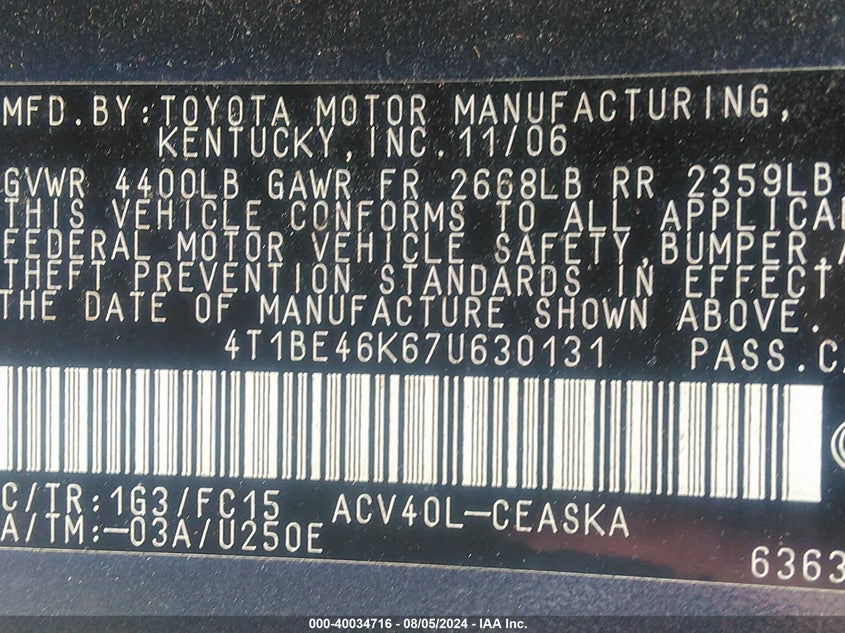 MFD.BY:TOYOTA MOTOR MANUFACTURING,
KENTUCKY,INC.11/06
GVWR 4400LB GAWR FR 2668LB RR 2359LB
THIS VEHICLE CONFORMS TO ALL
FEDERAL MOTOR VEHICLE SAFETY,BUMPER,
THEFT PREVENTION STANDARDS IN EFFECT
THE DATE OF MANUFACTURE SHOWN ABOVE.
4T1BE46K67U630131 PASS.
C/TR:1G3/FC15 ACV40L-CEASKA
A/TM:-03A/U250E
6363
000-40034716 - 08/05/2024 - IAA Inc.